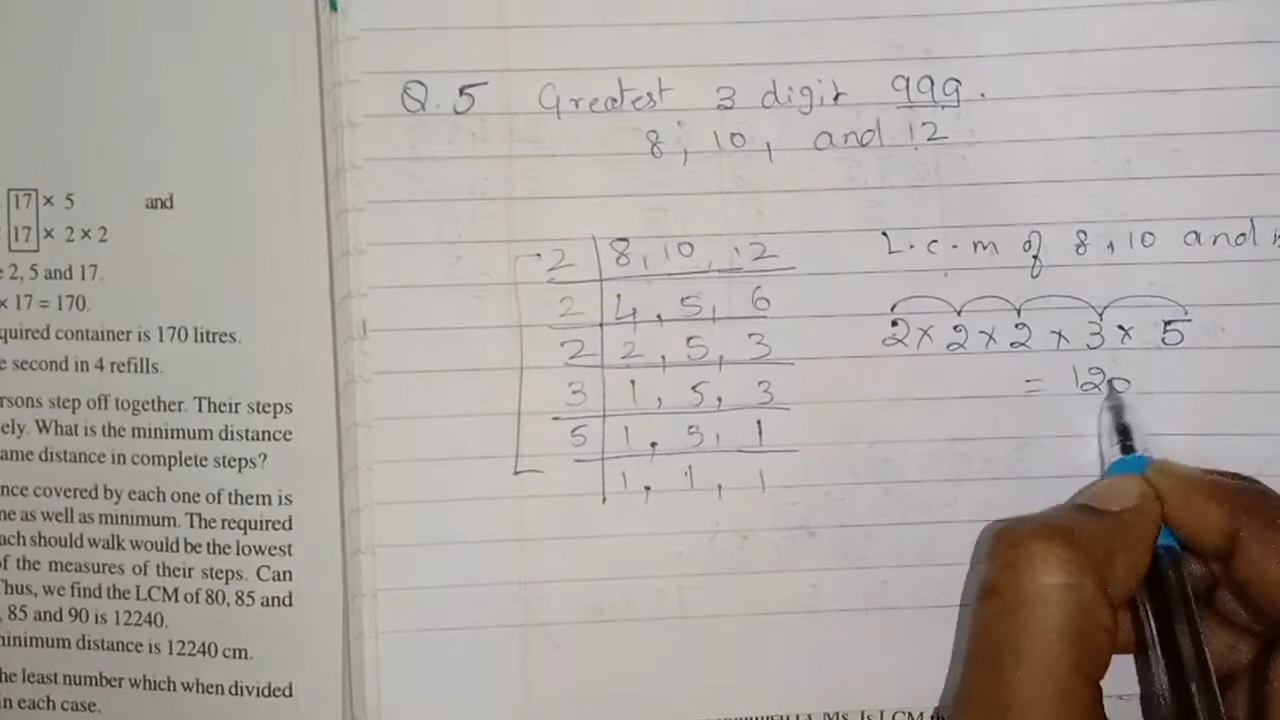 17 × 5 and
17 × 2 × 2
2, 5 and 17.
× 17 = 170.
quired container is 170 litres.
e second in 4 refills.
rsons step off together. Their steps
ely. What is the minimum distance
ame distance in complete steps?
nce covered by each one of them is
ne as well as minimum. The required
ach should walk would be the lowest
of the measures of their steps. Can
Thus, we find the LCM of 80, 85 and
, 85 and 90 is 12240.
minimum distance is 12240 cm.
he least number which when divided
in each case.
Q.5 Greatest 3 digit 999.
8, 10, and 12
2 8, 10, 12
2 4, 5, 6
2 2, 5, 3
3 1, 5, 3
5 1, 5, 1
1, 1, 1
L.c.m of 8, 10 and
2 × 2 × 2 × 3 × 5
= 120